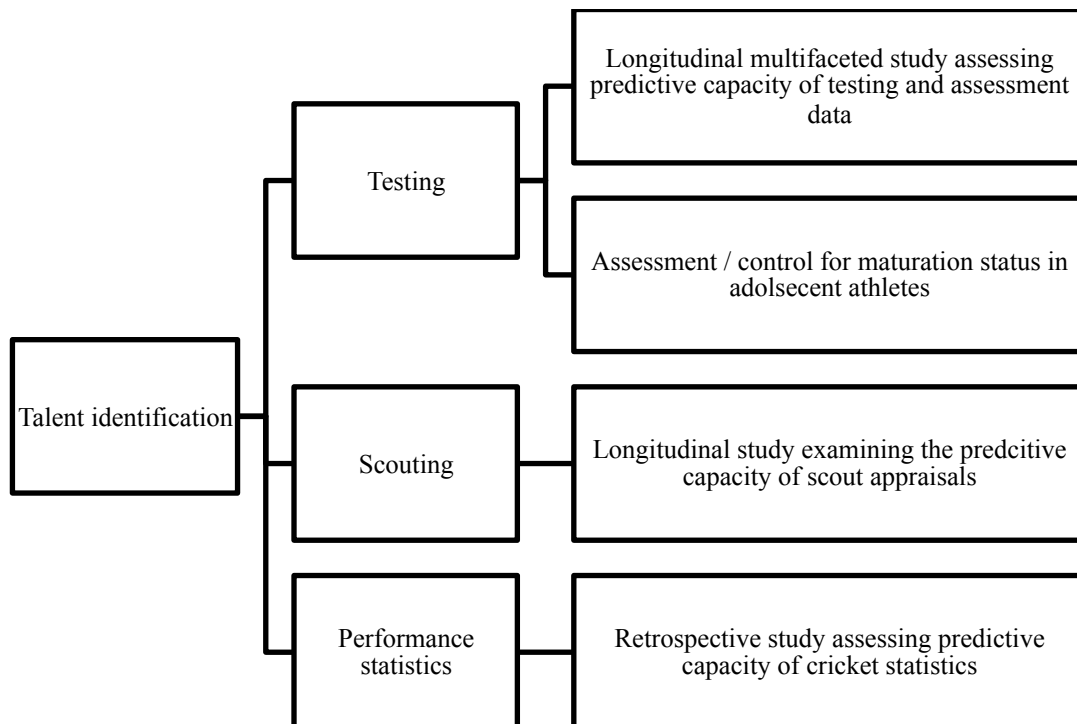 Longitudinal multifaceted study assessing
predictive capacity of testing and assessment
data
Testing
Assessment / control for maturation status in
adolsecent athletes
Talent identification
Scouting
Longitudinal study examining the predcitive
capacity of scout appraisals
Performance
statistics
Retrospective study assessing predictive
capacity of cricket statistics